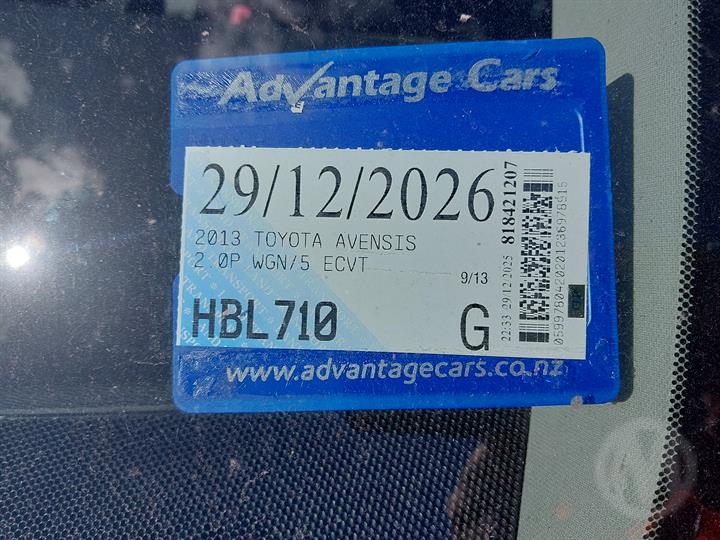 Advantage Cars
E
29/12/2026
2013 TOYOTA AVENSIS
2.0P WGN/5 ECVT
9/13
HBL710
G
22:33 29/12/2025 818421207
www.advantagecars.co.nz